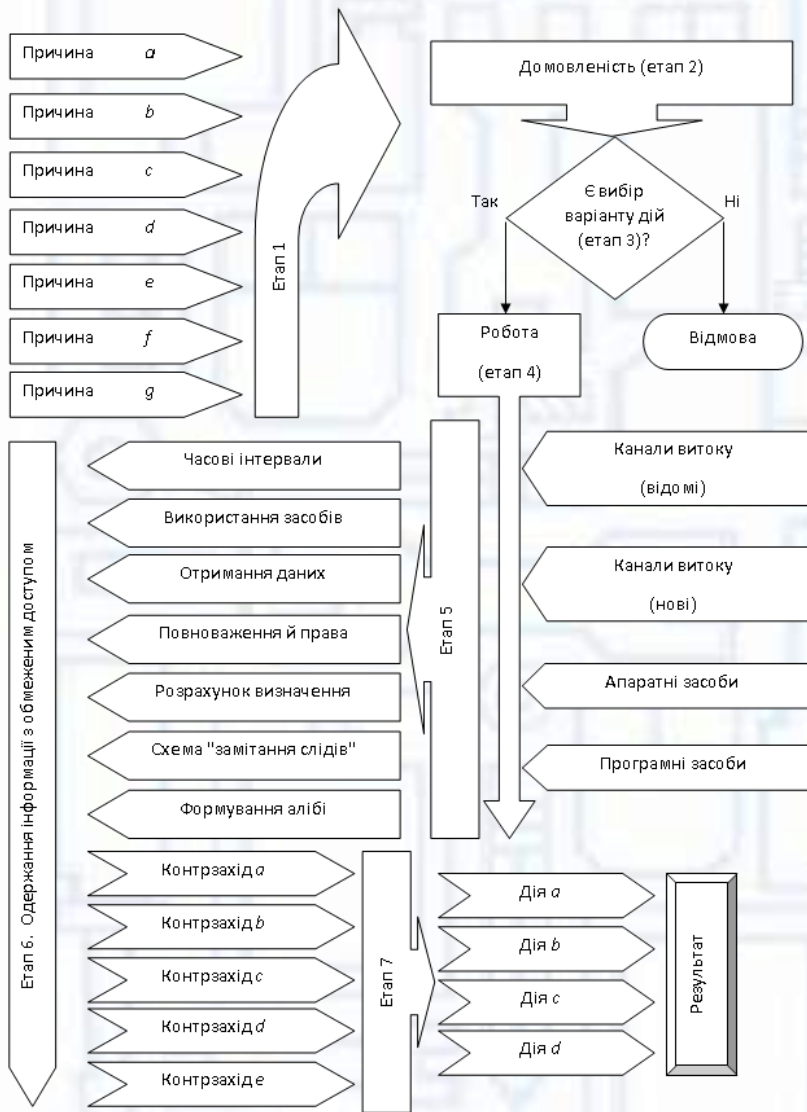 Причина a
Причина b
Причина c
Причина d
Причина e
Причина f
Причина g
Етап 1
Домовленість (етап 2)
Є вибір
варіанту дій
(етап 3)?
Так
Ні
Робота
(етап 4)
Відмова
Етап 6. Одержання інформації з обмеженим доступом
Часові інтервали
Використання засобів
Отримання даних
Повноваження й права
Розрахунок визначення
Схема "замітання слідів"
Формування алібі
Етап 5
Канали витоку
(відомі)
Канали витоку
(нові)
Апаратні засоби
Програмні засоби
Контрзахід a
Контрзахід b
Контрзахід c
Контрзахід d
Контрзахід e
Етап 7
Дія a
Дія b
Дія c
Дія d
Результат